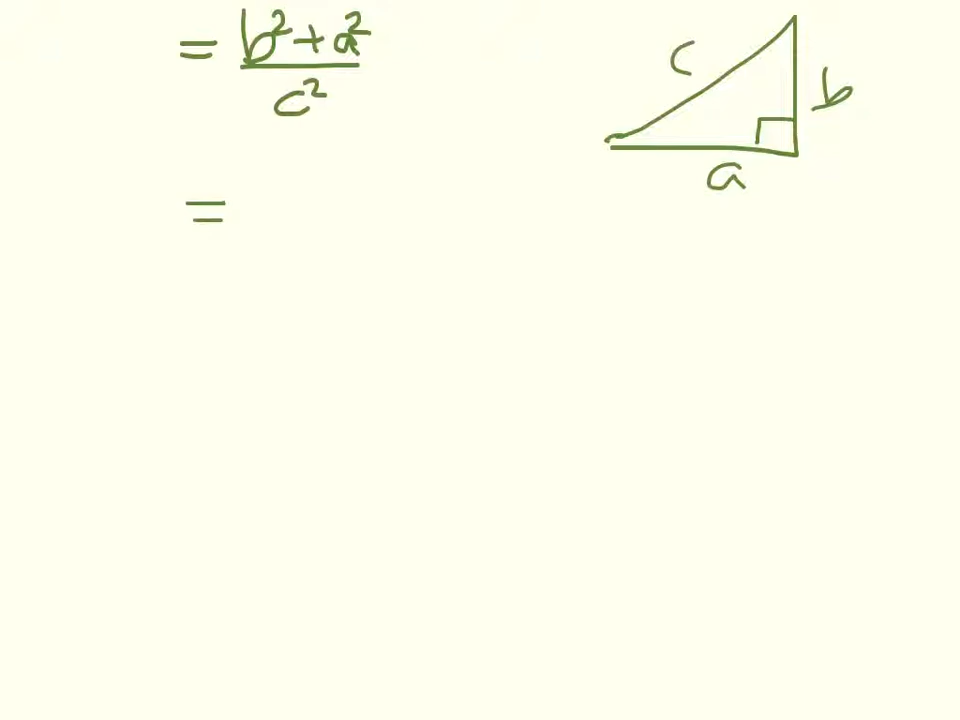 = b²+a²/c²
c
b
a
=